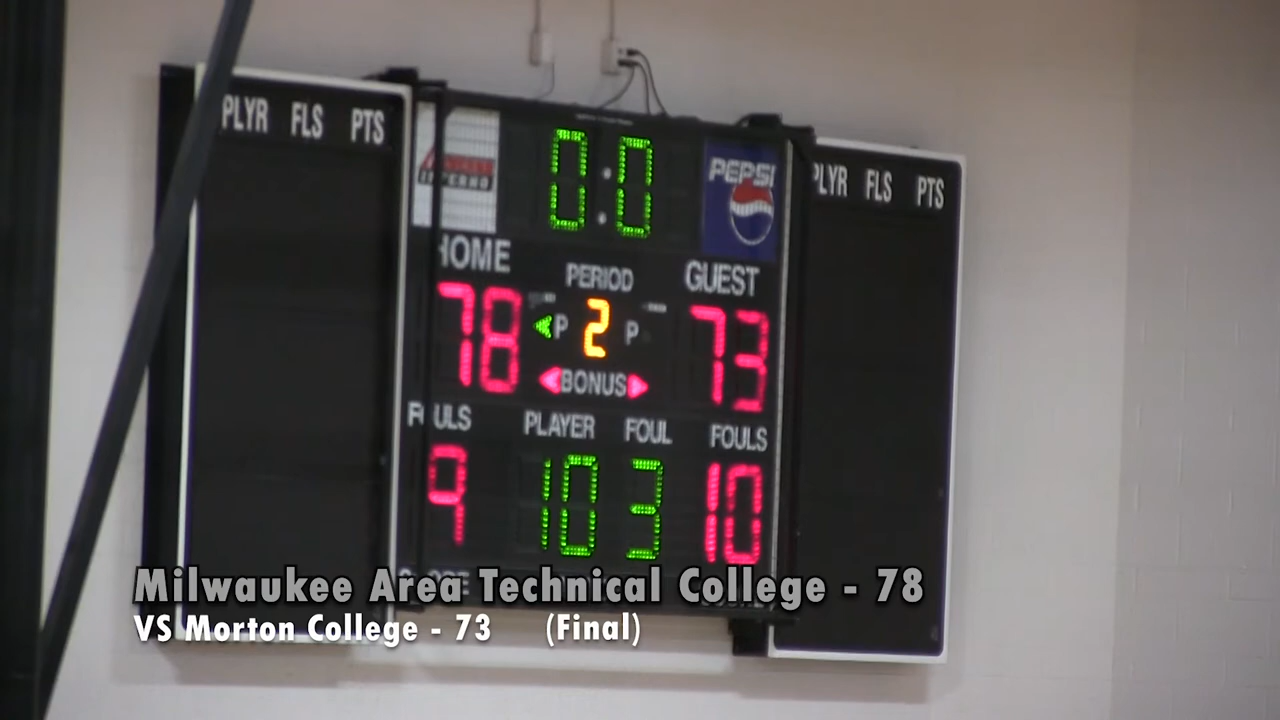 PLYR FLS PTS
0:0
INFERNO
PEPSI
PLYR FLS PTS
HOME
PERIOD
GUEST
78
P 2 P
73
BONUS
FOULS
PLAYER FOUL
FOULS
9
10 3
10
Milwaukee Area Technical College - 78
VS Morton College - 73 (Final)